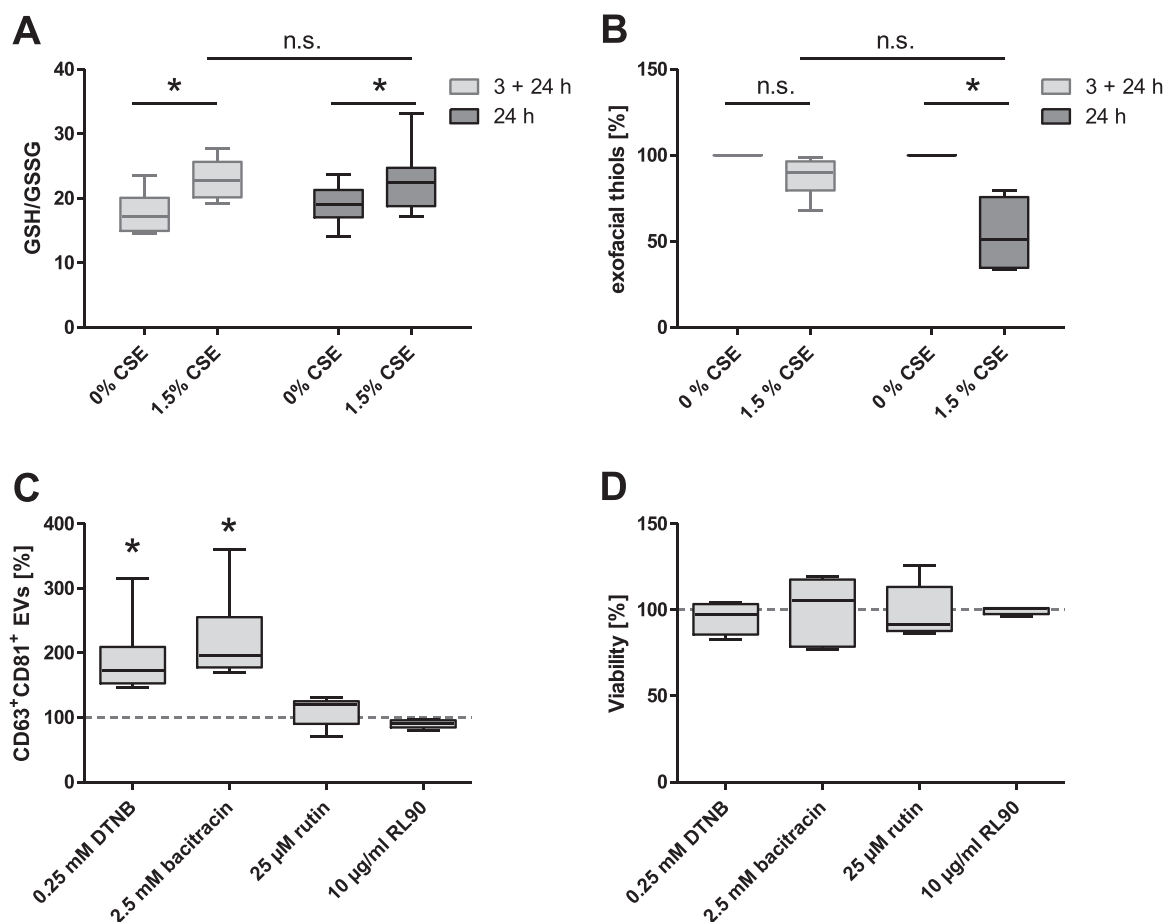 A
n.s.
*
*
GSH/GSSG
40
30
20
10
0
0% CSE
1.5% CSE
0% CSE
1.5% CSE
3 + 24 h
24 h
B
n.s.
n.s.
*
exofacial thiols [%]
150
100
50
0
0 % CSE
1.5 % CSE
0 % CSE
1.5 % CSE
3 + 24 h
24 h
C
*
*
CD63⁺CD81⁺ EVs [%]
400
300
200
100
0
0.25 mM DTNB
2.5 mM bacitracin
25 µM rutin
10 µg/ml RL90
D
Viability [%]
150
100
50
0
0.25 mM DTNB
2.5 mM bacitracin
25 µM rutin
10 µg/ml RL90